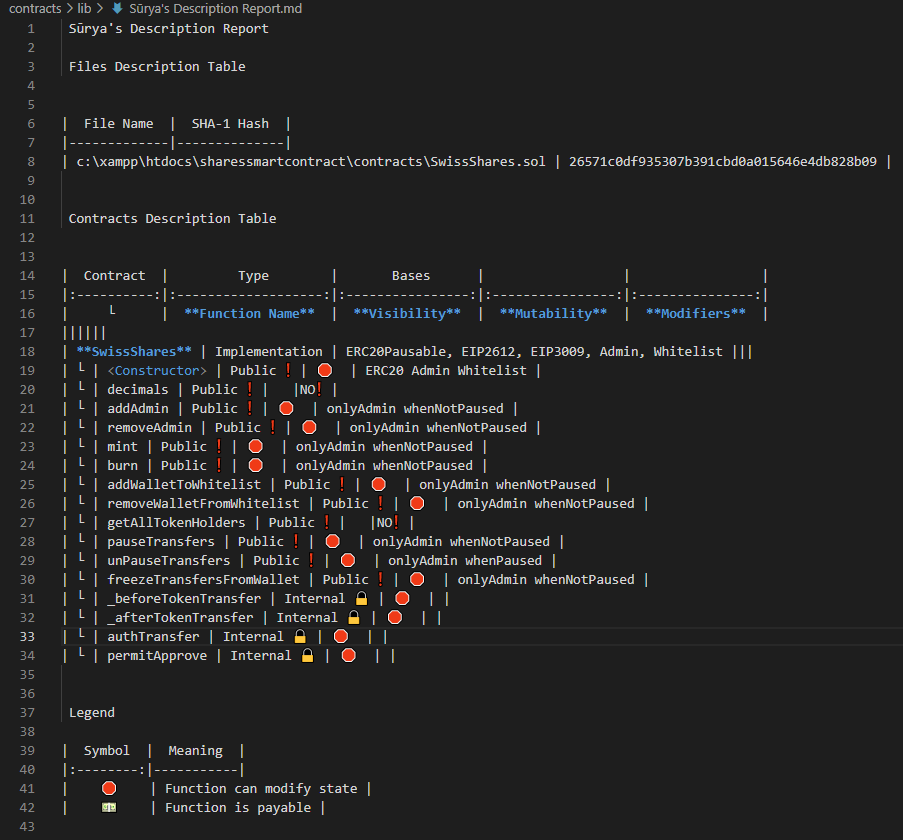 contracts > lib > Sūrya's Description Report.md
1 Sūrya's Description Report
2
3 Files Description Table
4
5
6 |  File Name  |  SHA-1 Hash  |
7 |-------------|--------------|
8 | c:\xampp\htdocs\sharessmartcontract\contracts\SwissShares.sol | 26571c0df935307b391cbd0a015646e4db828b09 |
9
10
11 Contracts Description Table
12
13
14 |  Contract  |         Type        |       Bases      |                  |                 |
15 |:----------:|:-------------------:|:----------------:|:----------------:|:---------------:|
16 |     └      |  **Function Name**  |  **Visibility**  |  **Mutability**  |  **Modifiers**  |
17 ||||||
18 | **SwissShares** | Implementation | ERC20Pausable, EIP2612, EIP3009, Admin, Whitelist |||
19 | └ | <Constructor> | Public ❗️ | 🛑  | ERC20 Admin Whitelist |
20 | └ | decimals | Public ❗️ |   |NO❗️ |
21 | └ | addAdmin | Public ❗️ | 🛑  | onlyAdmin whenNotPaused |
22 | └ | removeAdmin | Public ❗️ | 🛑  | onlyAdmin whenNotPaused |
23 | └ | mint | Public ❗️ | 🛑  | onlyAdmin whenNotPaused |
24 | └ | burn | Public ❗️ | 🛑  | onlyAdmin whenNotPaused |
25 | └ | addWalletToWhitelist | Public ❗️ | 🛑  | onlyAdmin whenNotPaused |
26 | └ | removeWalletFromWhitelist | Public ❗️ | 🛑  | onlyAdmin whenNotPaused |
27 | └ | getAllTokenHolders | Public ❗️ |   |NO❗️ |
28 | └ | pauseTransfers | Public ❗️ | 🛑  | onlyAdmin whenNotPaused |
29 | └ | unPauseTransfers | Public ❗️ | 🛑  | onlyAdmin whenPaused |
30 | └ | freezeTransfersFromWallet | Public ❗️ | 🛑  | onlyAdmin whenNotPaused |
31 | └ | _beforeTokenTransfer | Internal 🔒 | 🛑  | |
32 | └ | _afterTokenTransfer | Internal 🔒 | 🛑  | |
33 | └ | authTransfer | Internal 🔒 | 🛑  | |
34 | └ | permitApprove | Internal 🔒 | 🛑  | |
35
36
37 Legend
38
39 |  Symbol  |  Meaning  |
40 |:--------:|-----------|
41 |    🛑    | Function can modify state |
42 |    💵    | Function is payable |
43